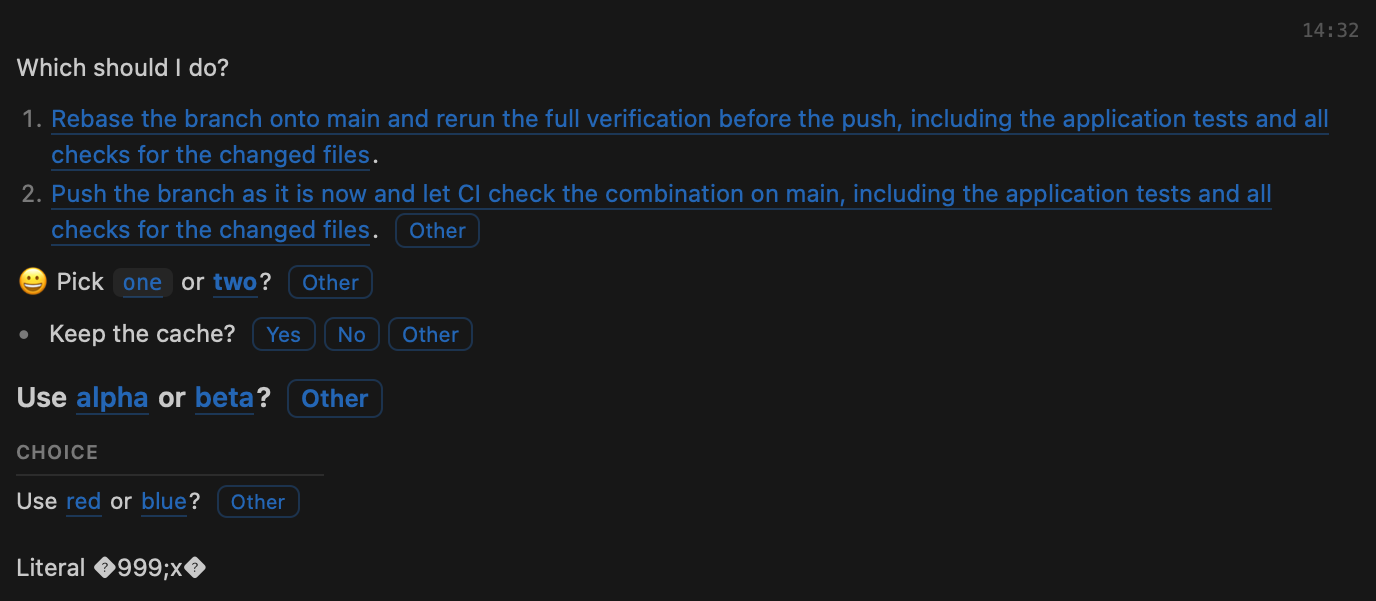 14:32
Which should I do?
1. Rebase the branch onto main and rerun the full verification before the push, including the application tests and all
checks for the changed files.
2. Push the branch as it is now and let CI check the combination on main, including the application tests and all
checks for the changed files. Other
😀 Pick one or two? Other
• Keep the cache? Yes No Other
Use alpha or beta? Other
CHOICE
Use red or blue? Other
Literal �999;x�